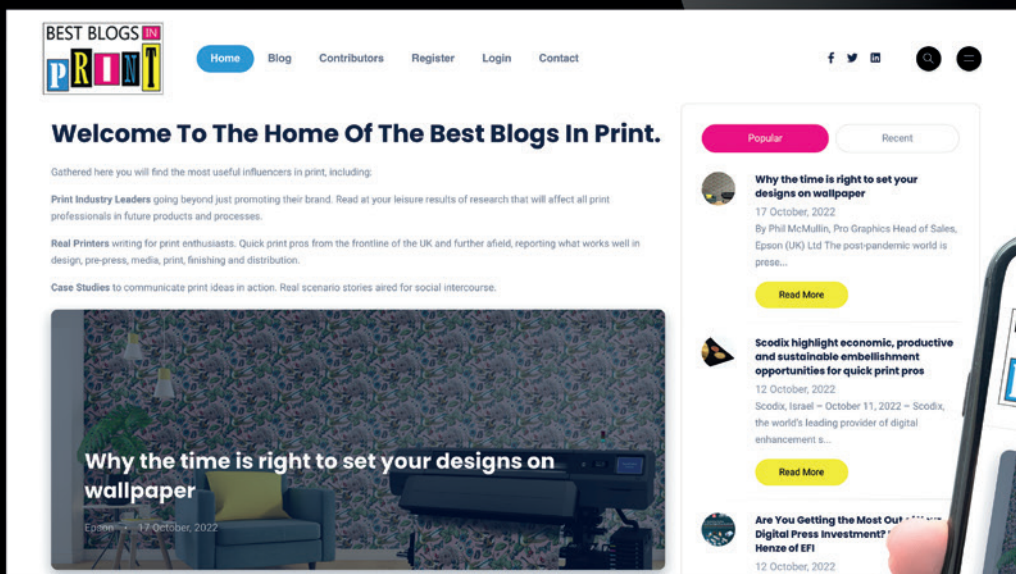 BEST BLOGS IN
PRINT
Home Blog Contributors Register Login Contact
Welcome To The Home Of The Best Blogs In Print.
Gathered here you will find the most useful influencers in print, including:
Print Industry Leaders going beyond just promoting their brand. Read at your leisure results of research that will affect all print
professionals in future products and processes.
Real Printers writing for print enthusiasts. Quick print pros from the frontline of the UK and further afield, reporting what works well in
design, pre-press, media, print, finishing and distribution.
Case Studies to communicate print ideas in action. Real scenario stories aired for social intercourse.
Why the time is right to set your designs on
wallpaper
Epson • 17 October, 2022
Popular Recent
Why the time is right to set your
designs on wallpaper
17 October, 2022
By Phil McMullin, Pro Graphics Head of Sales,
Epson (UK) Ltd The post-pandemic world is
prese...
Read More
Scodix highlight economic, productive
and sustainable embellishment
opportunities for quick print pros
12 October, 2022
Scodix, Israel – October 11, 2022 – Scodix,
the world's leading provider of digital
enhancement s...
Read More
Are You Getting the Most Out
Digital Press Investment?
Henze of EFI
12 October, 2022